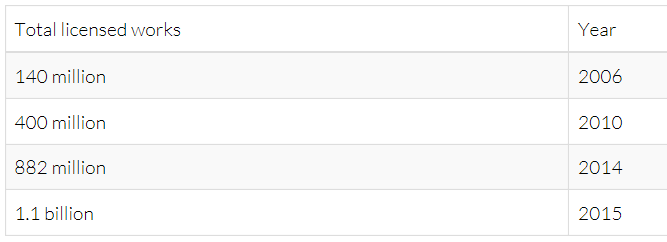 Total licensed works Year
140 million 2006
400 million 2010
882 million 2014
1.1 billion 2015